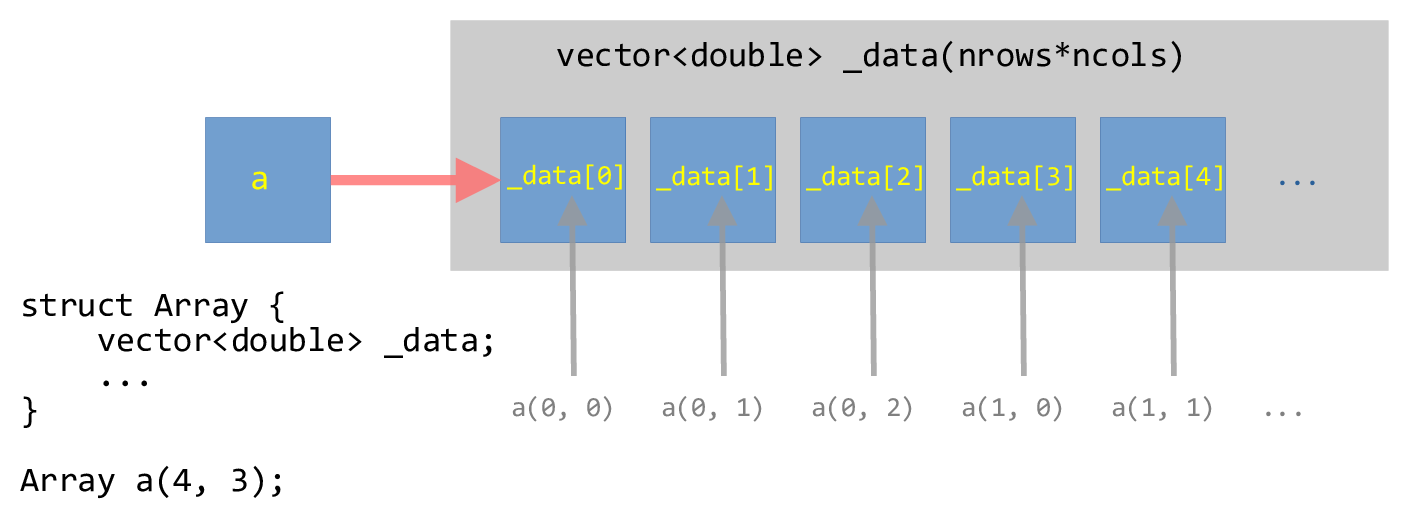 vector<double> _data(nrows*ncols)
a
_data[0] _data[1] _data[2] _data[3] _data[4] ...
struct Array {
    vector<double> _data;
    ...
}
a(0, 0) a(0, 1) a(0, 2) a(1, 0) a(1, 1) ...
Array a(4, 3);